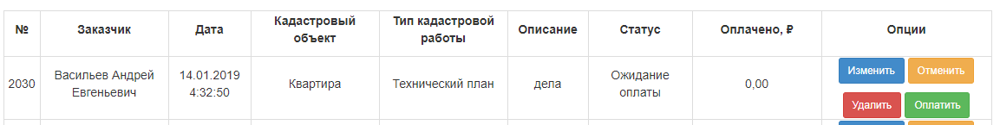 № Заказчик Дата Кадастровый объект Тип кадастровой работы Описание Статус Оплачено, ₽ Опции
2030 Васильев Андрей Евгеньевич 14.01.2019 4:32:50 Квартира Технический план дела Ожидание оплаты 0,00 Изменить Отменить
Удалить Оплатить